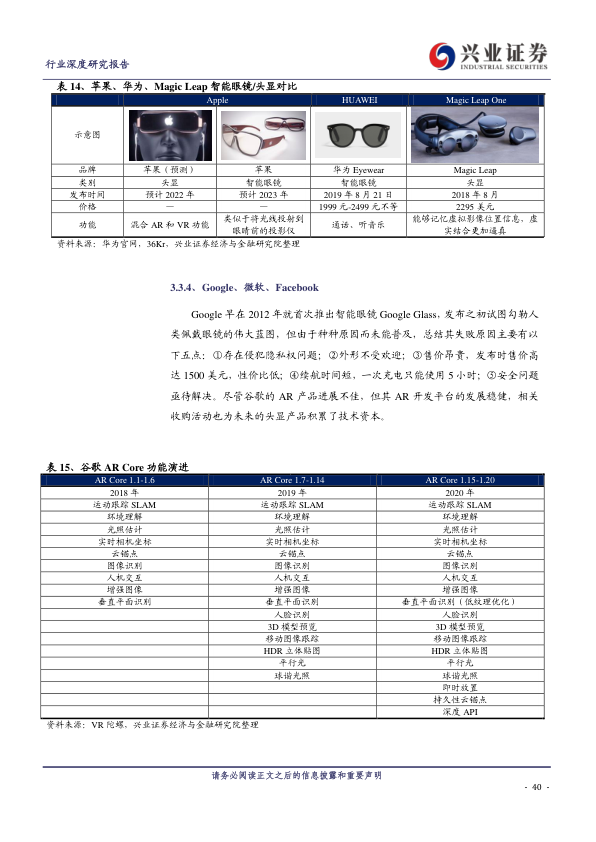 行业深度研究报告
兴业证券
INDUSTRIAL SECURITIES
表 14、苹果、华为、Magic Leap 智能眼镜/头显对比
Apple HUAWEI Magic Leap One
示意图
品牌 苹果（预测） 苹果 华为 Eyewear Magic Leap
类别 头显 智能眼镜 智能眼镜 头显
发布时间 预计 2022 年 预计 2023 年 2019 年 8 月 21 日 2018 年 8 月
价格 — — 1999 元-2499 元不等 2295 美元
功能 混合 AR 和 VR 功能 类似于将光线投射到眼睛前的投影仪 通话、听音乐 能够记忆虚拟影像位置信息，虚实结合更加逼真
资料来源：华为官网，36Kr，兴业证券经济与金融研究院整理
3.3.4、Google、微软、Facebook
Google 早在 2012 年就首次推出智能眼镜 Google Glass，发布之初试图勾勒人
类佩戴眼镜的伟大蓝图，但由于种种原因而未能普及，总结其失败原因主要有以
下五点：①存在侵犯隐私权问题；②外形不受欢迎；③售价昂贵，发布时售价高
达 1500 美元，性价比低；④续航时间短，一次充电只能使用 5 小时；⑤安全问题
亟待解决。尽管谷歌的 AR 产品进展不佳，但其 AR 开发平台的发展稳健，相关
收购活动也为未来的头显产品积累了技术资本。
表 15、谷歌 AR Core 功能演进
AR Core 1.1-1.6 AR Core 1.7-1.14 AR Core 1.15-1.20
2018 年 2019 年 2020 年
运动跟踪 SLAM 运动跟踪 SLAM 运动跟踪 SLAM
环境理解 环境理解 环境理解
光照估计 光照估计 光照估计
实时相机坐标 实时相机坐标 实时相机坐标
云锚点 云锚点 云锚点
图像识别 图像识别 图像识别
人机交互 人机交互 人机交互
增强图像 增强图像 增强图像
垂直平面识别 垂直平面识别 垂直平面识别（低纹理优化）
人脸识别 人脸识别
3D 模型预览 3D 模型预览
移动图像跟踪 移动图像跟踪
HDR 立体贴图 HDR 立体贴图
平行光 平行光
球谐光照 球谐光照
即时放置
持久性云锚点
深度 API
资料来源：VR 陀螺，兴业证券经济与金融研究院整理
请务必阅读正文之后的信息披露和重要声明
- 40 -